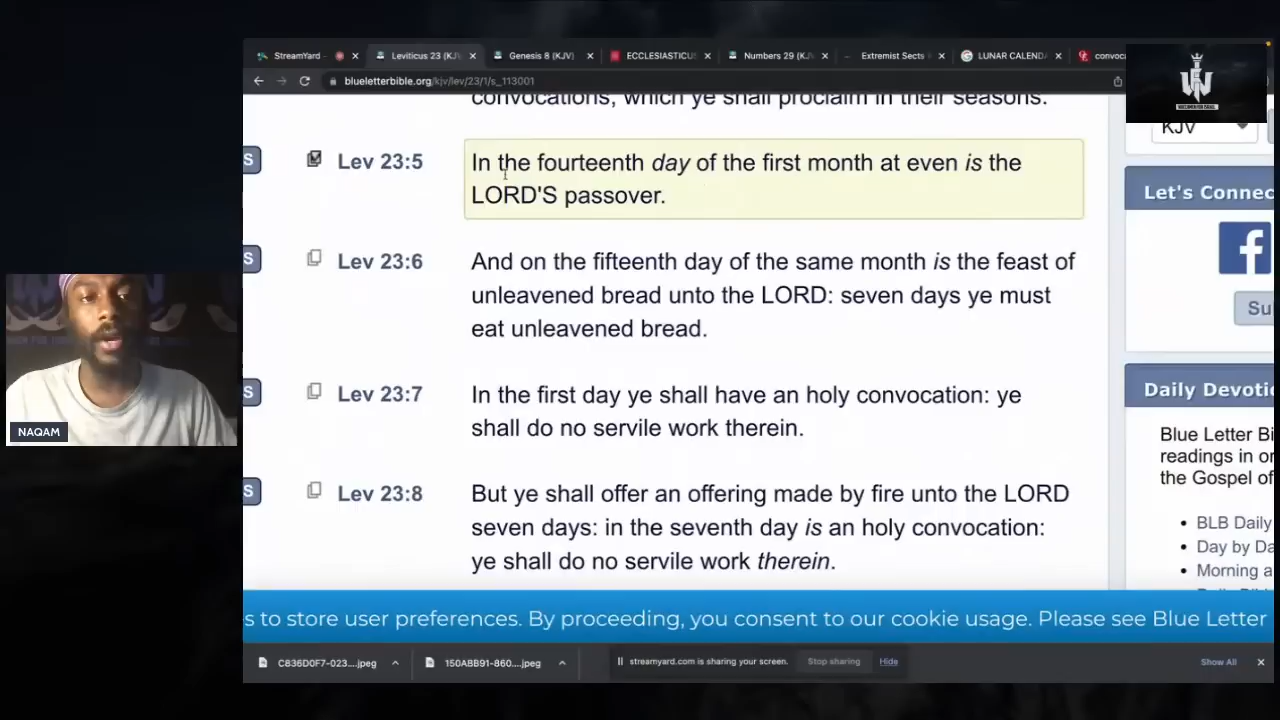 StreamYard
Leviticus 23 (KJV
Genesis 8 (KJV)
ECCLESIASTICUS
Numbers 29 (KJV)
Extremist Sects
LUNAR CALENDA
convoca
blueletterbible.org/kjv/lev/23/1/s_113001
convocations, which ye shall proclaim in their seasons.
KJV
S
Lev 23:5
In the fourteenth day of the first month at even is the
LORD'S passover.
Let's Connec
S
Lev 23:6
And on the fifteenth day of the same month is the feast of
unleavened bread unto the LORD: seven days ye must
eat unleavened bread.
Su
S
Lev 23:7
In the first day ye shall have an holy convocation: ye
shall do no servile work therein.
Daily Devotio
Blue Letter Bi
readings in or
the Gospel of
NAQAM
S
Lev 23:8
But ye shall offer an offering made by fire unto the LORD
seven days: in the seventh day is an holy convocation:
ye shall do no servile work therein.
BLB Daily
Day by Da
Morning a
s to store user preferences. By proceeding, you consent to our cookie usage. Please see Blue Letter
C836D0F7-023....jpeg
150ABB91-860....jpeg
streamyard.com is sharing your screen.
Stop sharing
Hide
Show All